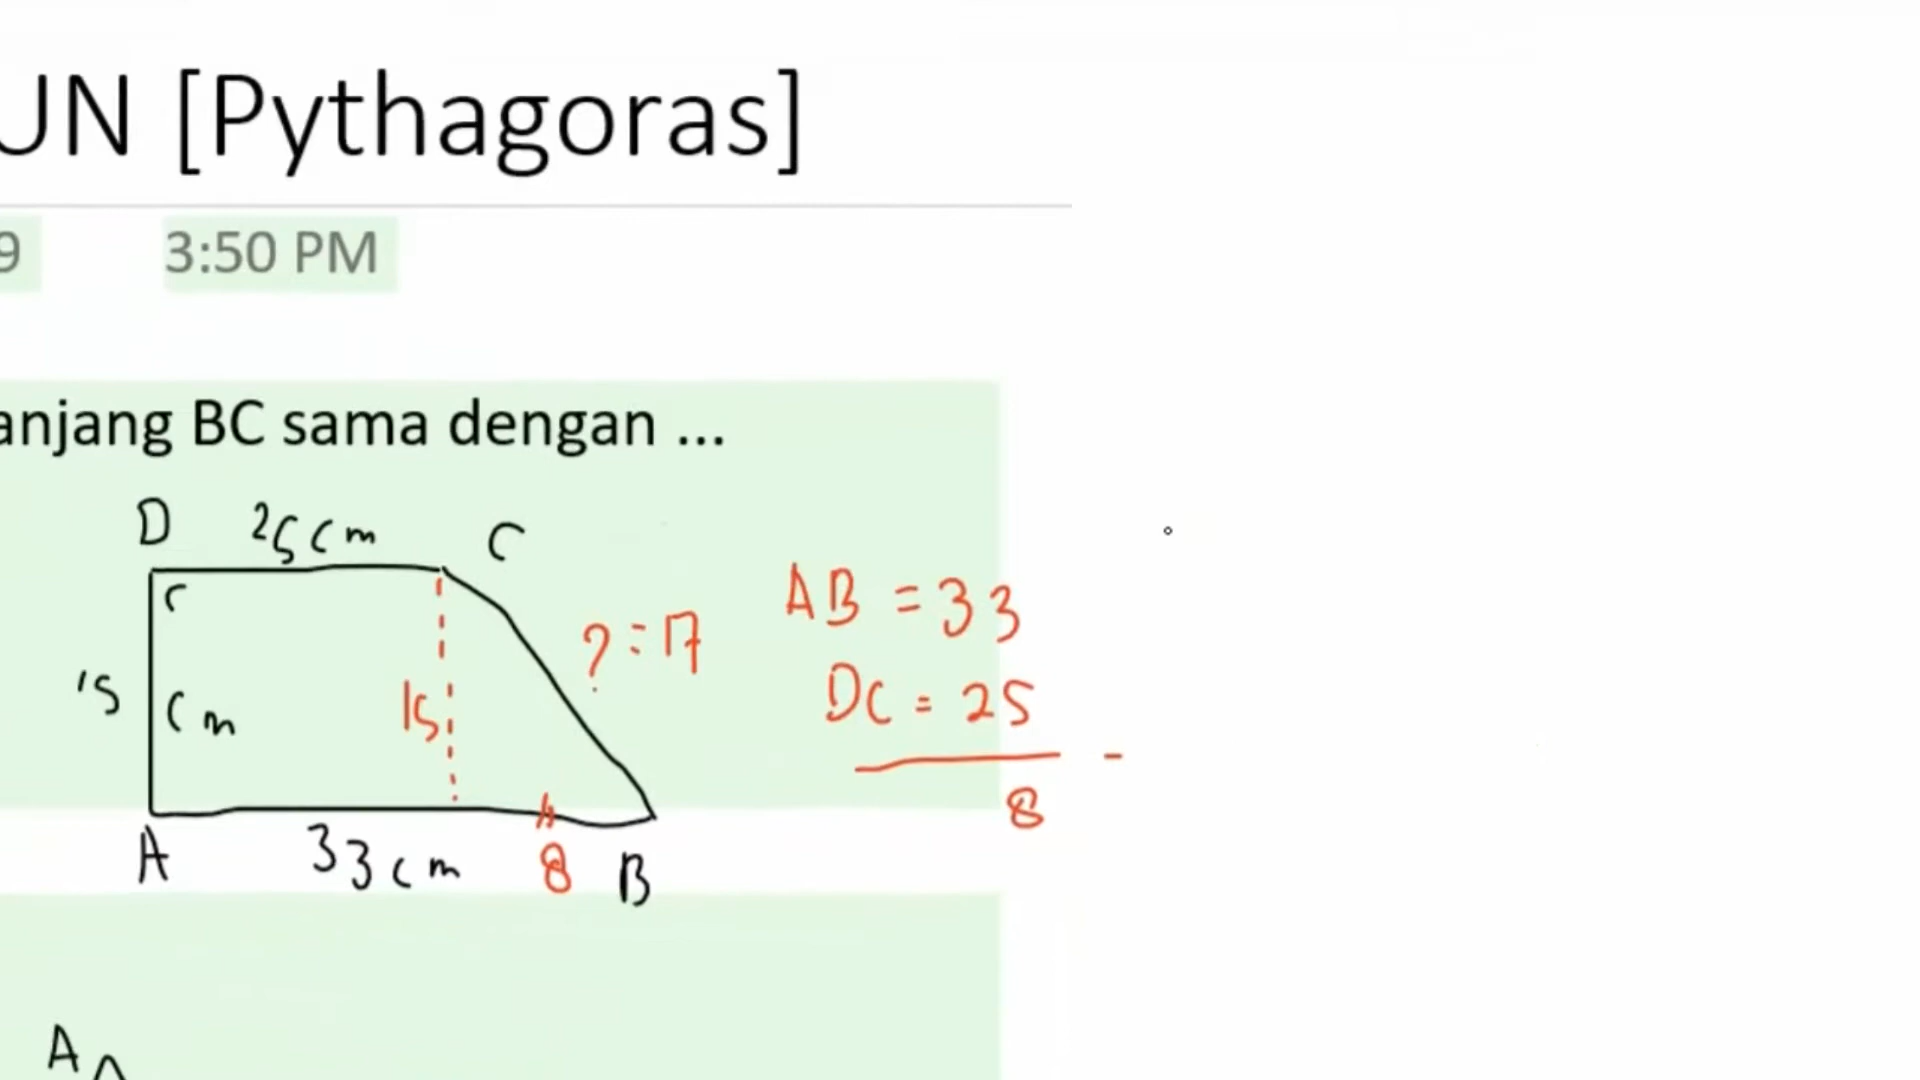 UN [Pythagoras]
9 3:50 PM
anjang BC sama dengan ...
D 25 cm C
15 cm
15
? = 17
A 33 cm 8 B
AB = 33
DC = 25
-
8
A